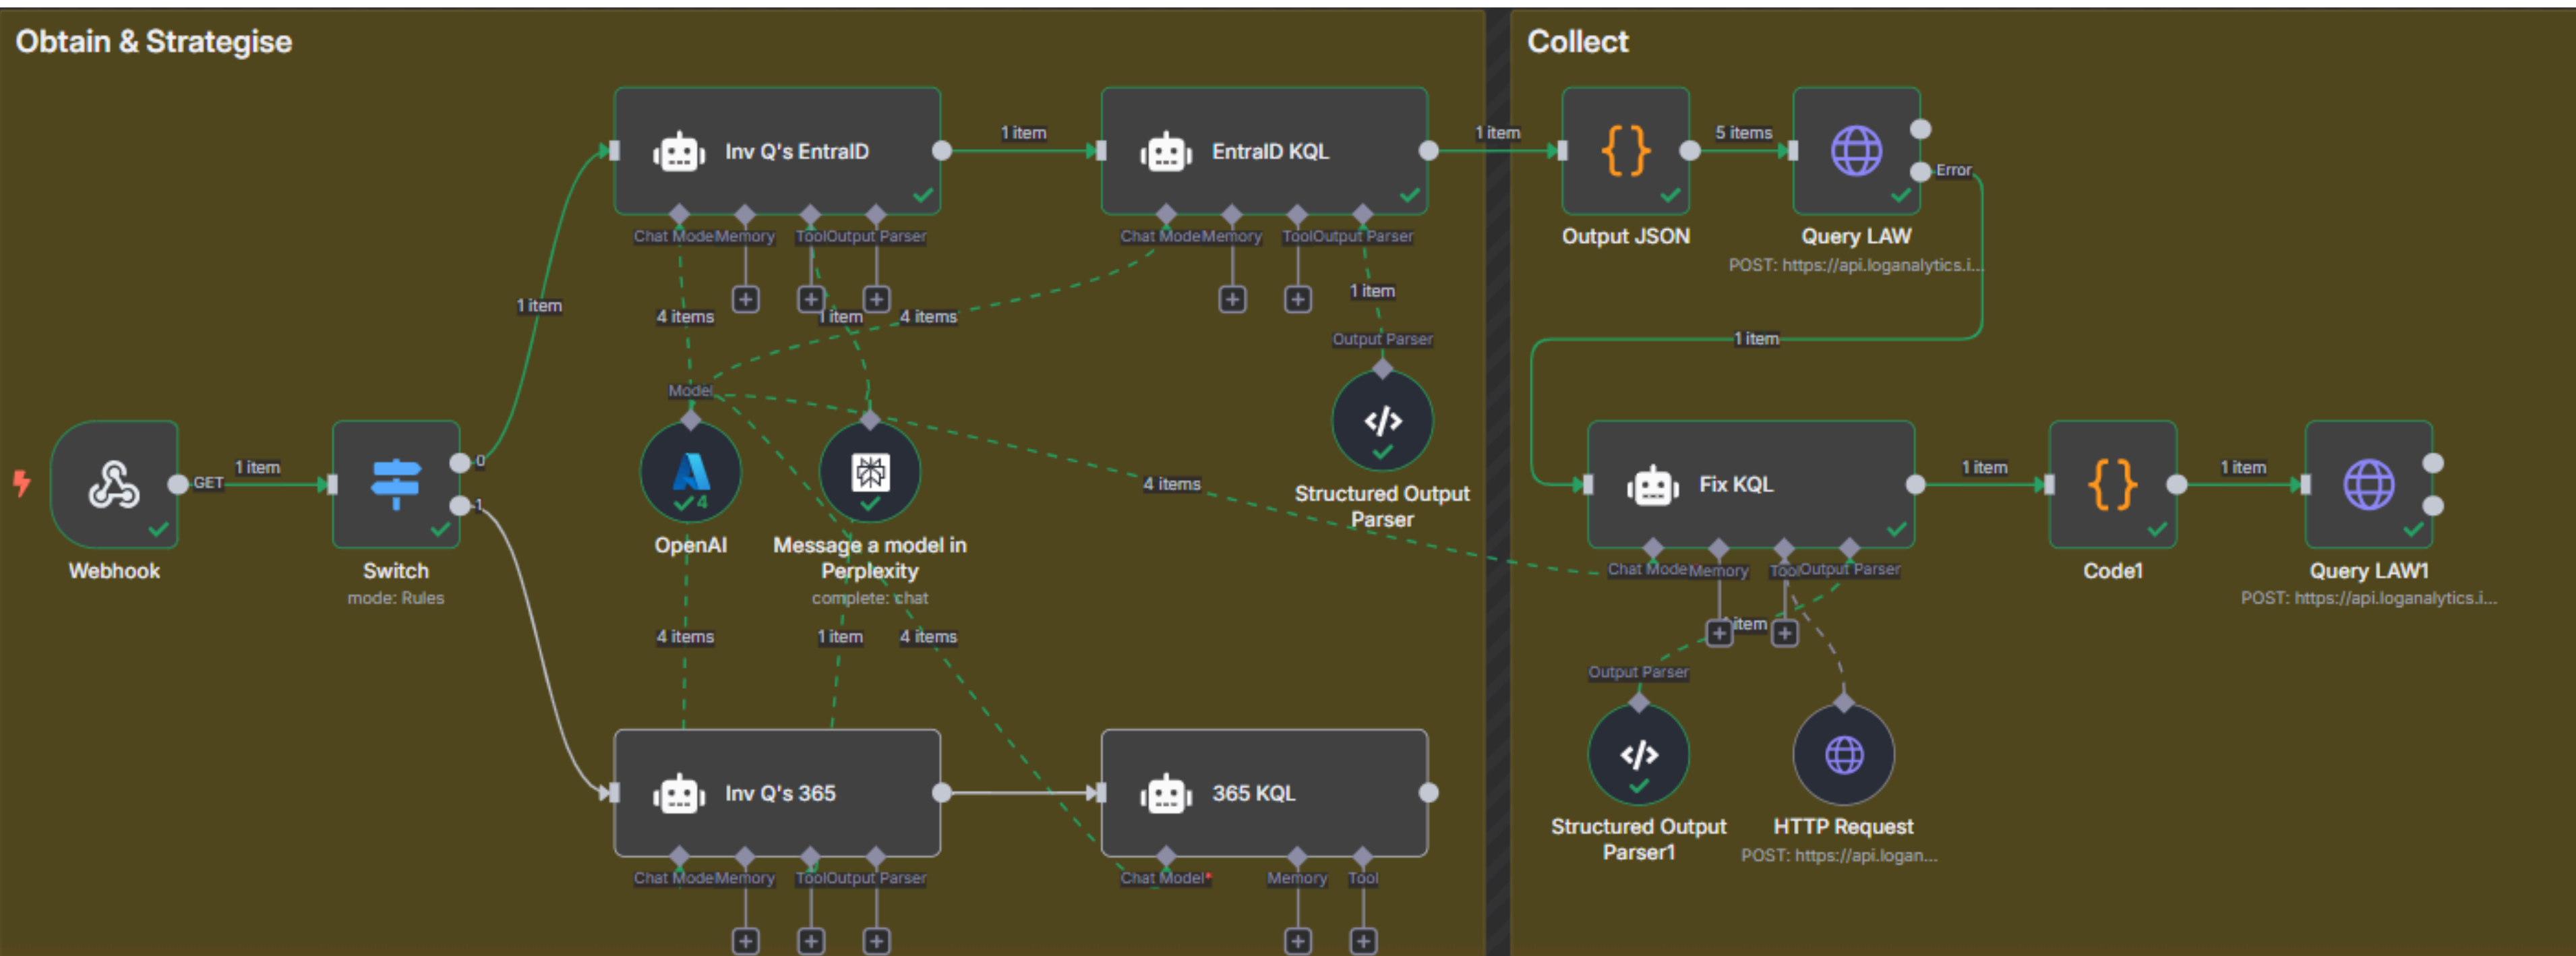 Obtain & Strategise
Collect
Inv Q's EntraID
1 item
EntraID KQL
1 item
5 items
Error
Chat Mode
Memory
Tool
Output Parser
Chat Mode
Memory
Tool
Output Parser
Output JSON
Query LAW
POST: https://api.loganalytics.i...
1 item
4 items
1 item
4 items
1 item
Output Parser
1 item
Model
GET
1 item
0
1
Webhook
Switch
mode: Rules
4
OpenAI
Message a model in
Perplexity
complete: chat
4 items
Structured Output
Parser
Fix KQL
1 item
1 item
Chat Mode
Memory
Tool
Output Parser
Code1
Query LAW1
POST: https://api.loganalytics.i...
4 items
1 item
4 items
item
Output Parser
Inv Q's 365
365 KQL
Structured Output
Parser1
HTTP Request
POST: https://api.logan...
Chat Mode
Memory
Tool
Output Parser
Chat Model*
Memory
Tool